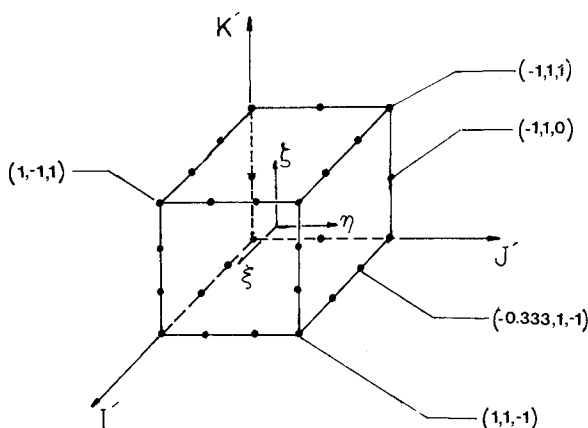 K´
(-1,1,1)
(-1,1,0)
(1,-1,1)
ζ
η
ξ
J´
(-0.333,1,-1)
I´
(1,1,-1)